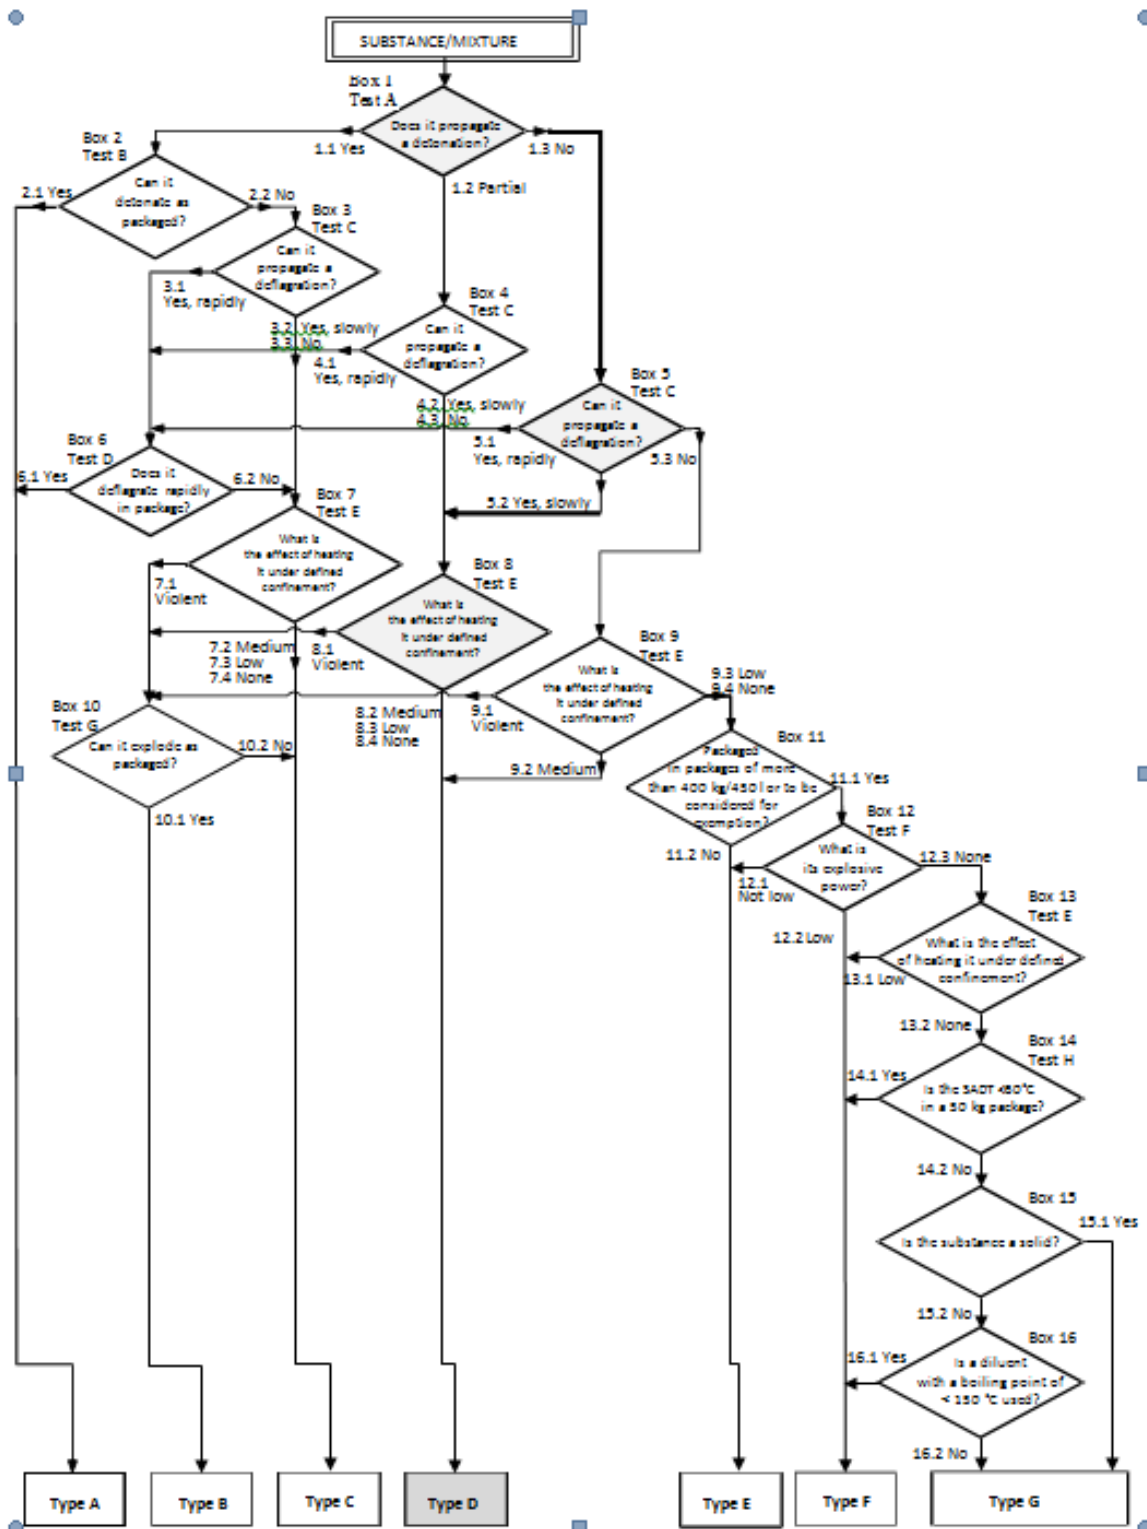 SUBSTANCE/MIXTURE
Box 1
Test A
Does it propagate
a detonation?
1.1 Yes
1.3 No
1.2 Partial
Box 2
Test B
Can it
detonate as
packaged?
2.1 Yes
2.2 No
Box 3
Test C
Can it
propagate a
deflagration?
3.1
Yes, rapidly
3.2 Yes, slowly
3.3 No
Box 4
Test C
Can it
propagate a
deflagration?
4.1
Yes, rapidly
4.2 Yes, slowly
4.3 No
Box 5
Test C
Can it
propagate a
deflagration?
5.1
Yes, rapidly
5.3 No
5.2 Yes, slowly
Box 6
Test D
Does it
deflagrate rapidly
in package?
6.1 Yes
6.2 No
Box 7
Test E
What is
the effect of heating
it under defined
confinement?
7.1
Violent
7.2 Medium
7.3 Low
7.4 None
Box 8
Test E
What is
the effect of heating
it under defined
confinement?
8.1
Violent
8.2 Medium
8.3 Low
8.4 None
Box 9
Test E
What is
the effect of heating
it under defined
confinement?
9.1
Violent
9.3 Low
9.4 None
9.2 Medium
Box 10
Test G
Can it explode as
packaged?
10.2 No
10.1 Yes
Box 11
Packaged
in packages of more
than 400 kg/450 l or to be
considered for
exemption?
11.1 Yes
11.2 No
Box 12
Test F
What is
its explosive
power?
12.1
Not low
12.3 None
12.2 Low
Box 13
Test E
What is the effect
of heating it under defined
confinement?
13.1 Low
13.2 None
Box 14
Test H
Is the SADT ≤60°C
in a 50 kg package?
14.1 Yes
14.2 No
Box 15
Is the substance a solid?
15.1 Yes
15.2 No
Box 16
Is a diluent
with a boiling point of
< 150 °C used?
16.1 Yes
16.2 No
Type A
Type B
Type C
Type D
Type E
Type F
Type G